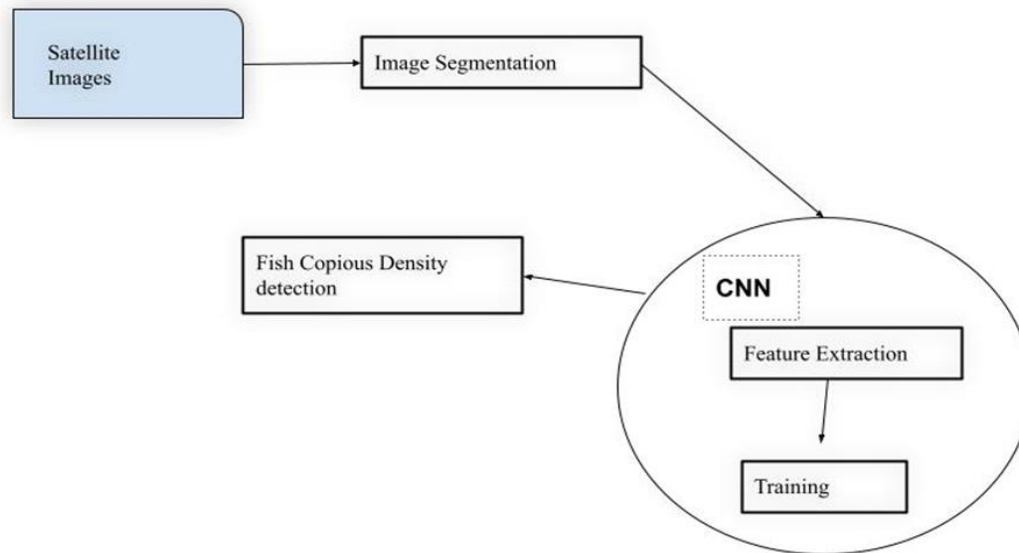 Satellite
Images
Image Segmentation
CNN
Feature Extraction
Training
Fish Copious Density
detection